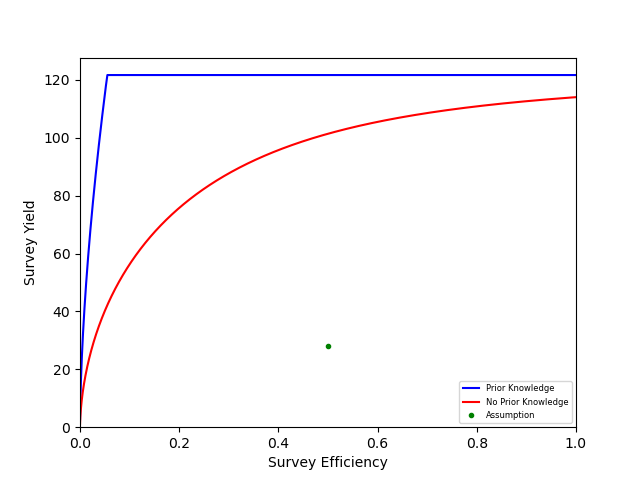 120
100
80
60
40
20
0
Survey Yield
0.0 0.2 0.4 0.6 0.8 1.0
Survey Efficiency
Prior Knowledge
No Prior Knowledge
Assumption